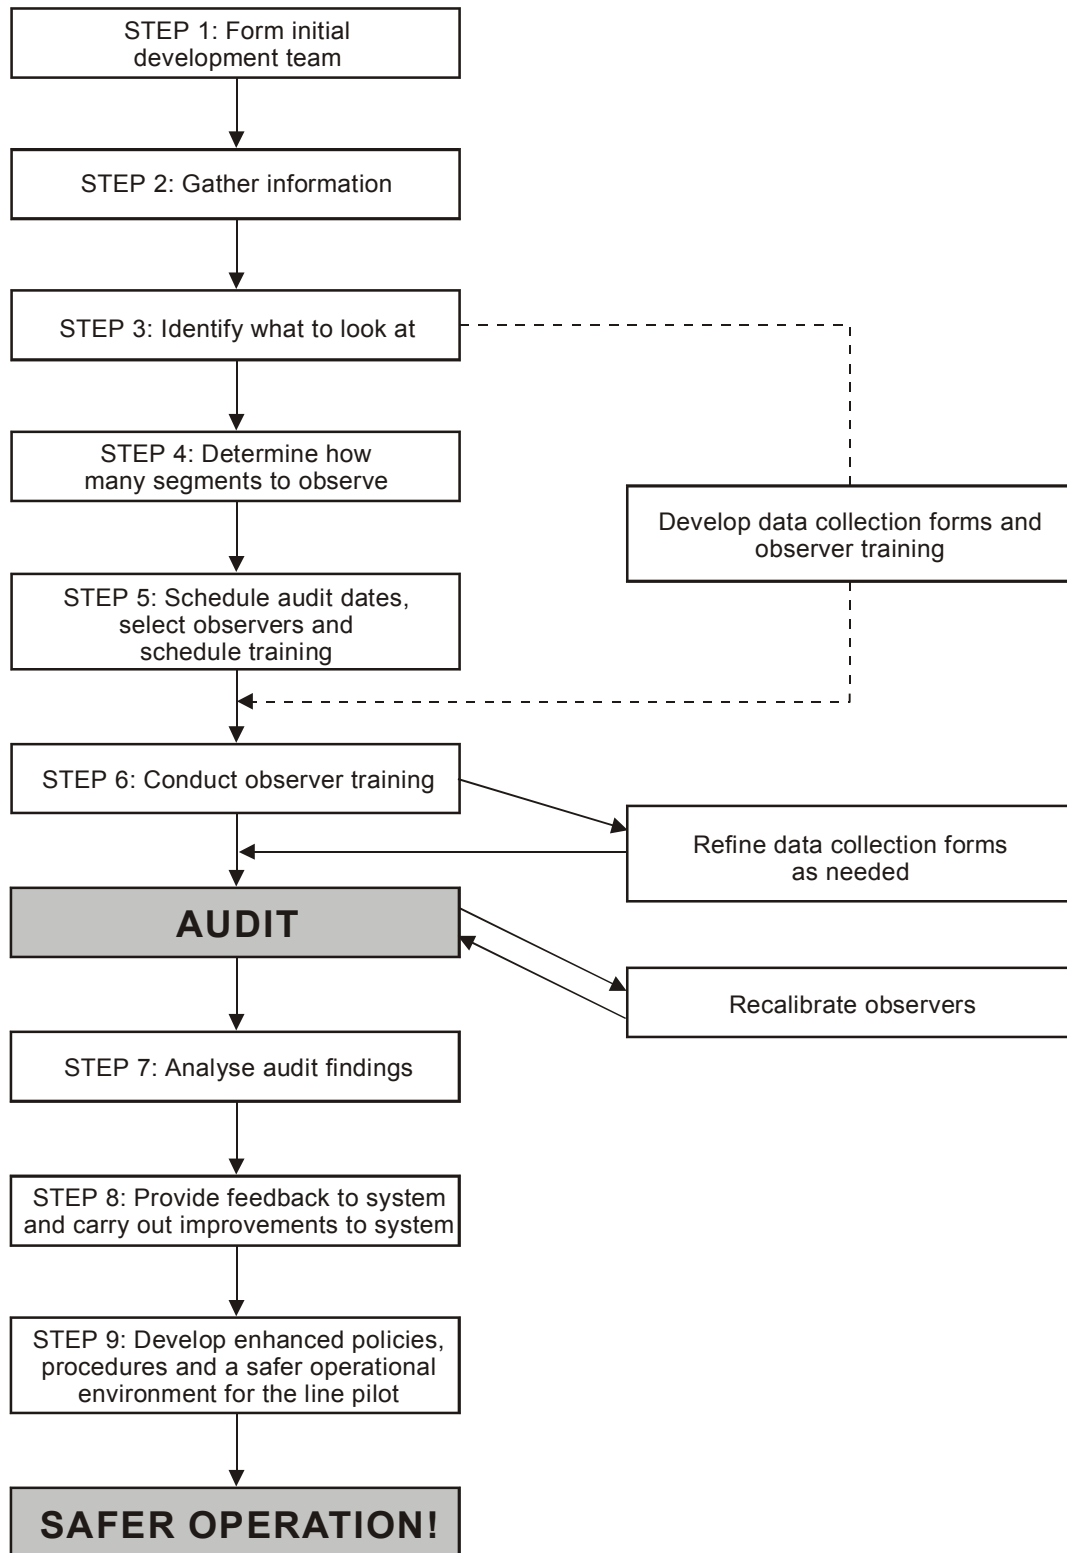 STEP 1: Form initial
development team
STEP 2: Gather information
STEP 3: Identify what to look at
STEP 4: Determine how
many segments to observe
Develop data collection forms and
observer training
STEP 5: Schedule audit dates,
select observers and
schedule training
STEP 6: Conduct observer training
Refine data collection forms
as needed
AUDIT
Recalibrate observers
STEP 7: Analyse audit findings
STEP 8: Provide feedback to system
and carry out improvements to system
STEP 9: Develop enhanced policies,
procedures and a safer operational
environment for the line pilot
SAFER OPERATION!